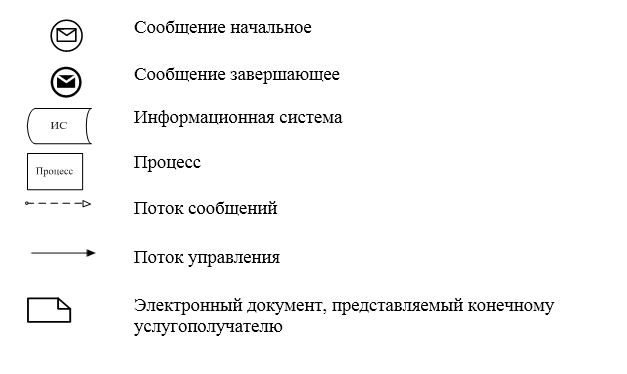 Сообщение начальное
Сообщение завершающее
ИС
Информационная система
Процесс
Процесс
Поток сообщений
Поток управления
Электронный документ, представляемый конечному
услугополучателю